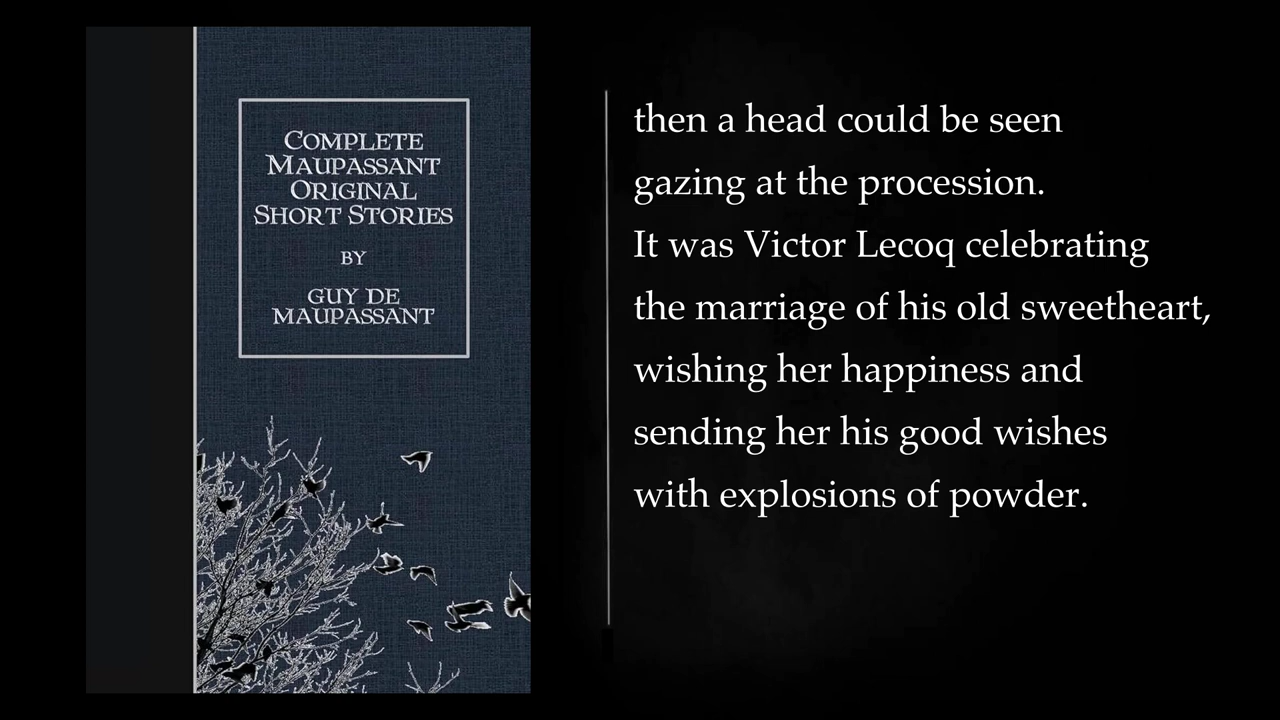 COMPLETE
MAUPASSANT
ORIGINAL
SHORT STORIES
BY
GUY DE
MAUPASSANT
then a head could be seen
gazing at the procession.
It was Victor Lecoq celebrating
the marriage of his old sweetheart,
wishing her happiness and
sending her his good wishes
with explosions of powder.